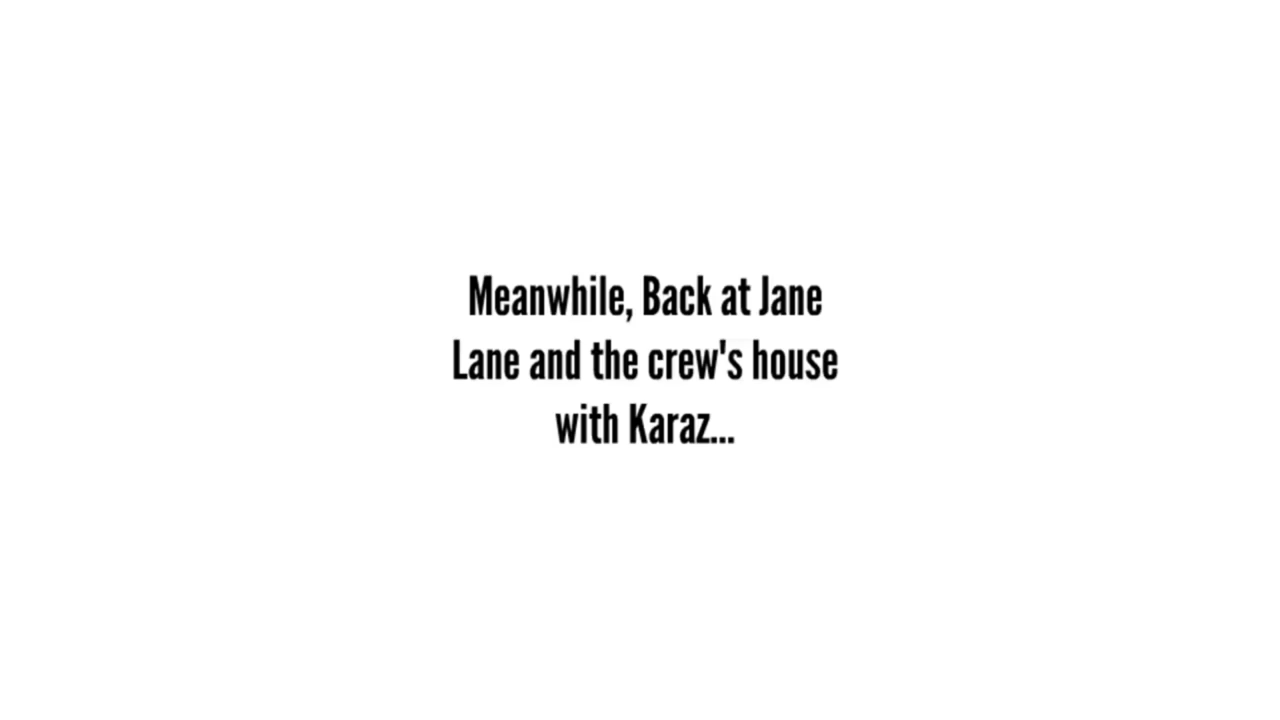 Meanwhile, Back at Jane
Lane and the crew's house
with Karaz...